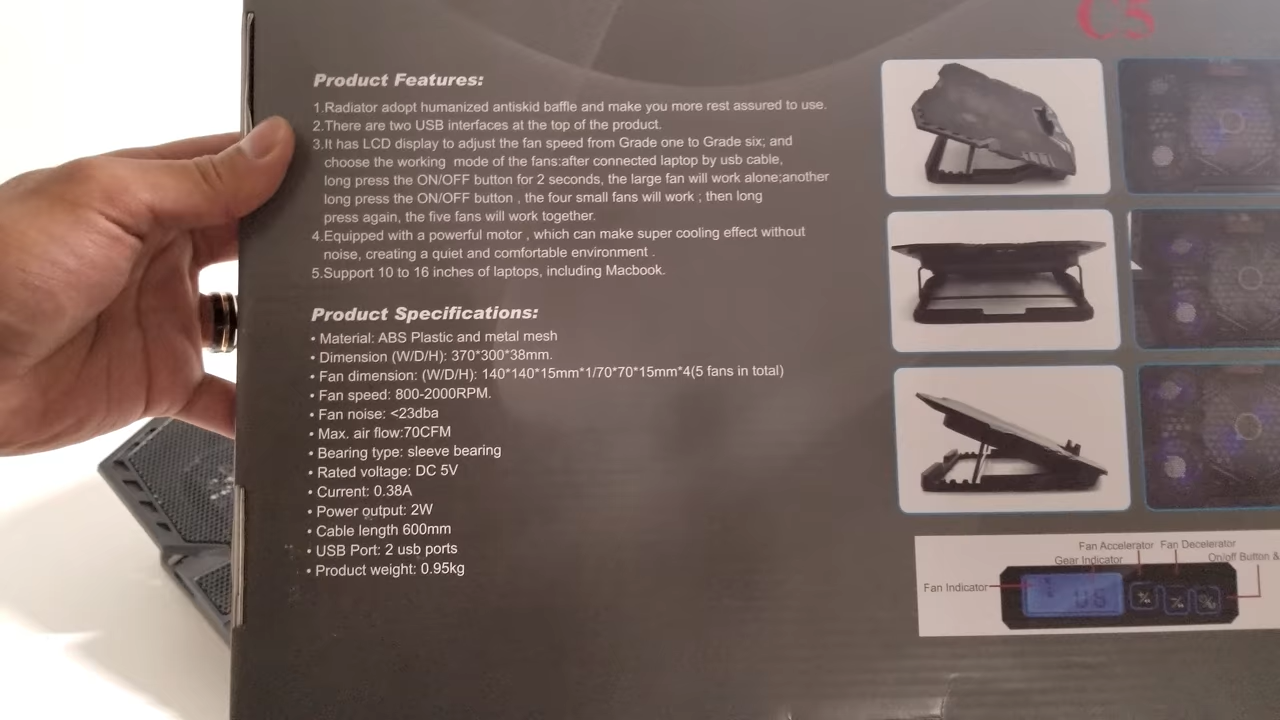 C5
Product Features:
1.Radiator adopt humanized antiskid baffle and make you more rest assured to use.
2.There are two USB interfaces at the top of the product.
3.It has LCD display to adjust the fan speed from Grade one to Grade six; and
choose the working mode of the fans:after connected laptop by usb cable,
long press the ON/OFF button for 2 seconds, the large fan will work alone;another
long press the ON/OFF button , the four small fans will work ; then long
press again, the five fans will work together.
4.Equipped with a powerful motor , which can make super cooling effect without
noise, creating a quiet and comfortable environment .
5.Support 10 to 16 inches of laptops, including Macbook.
Product Specifications:
• Material: ABS Plastic and metal mesh
• Dimension (W/D/H): 370*300*38mm.
• Fan dimension: (W/D/H): 140*140*15mm*1/70*70*15mm*4(5 fans in total)
• Fan speed: 800-2000RPM.
• Fan noise: <23dba
• Max. air flow:70CFM
• Bearing type: sleeve bearing
• Rated voltage: DC 5V
• Current: 0.38A
• Power output: 2W
• Cable length 600mm
• USB Port: 2 usb ports
• Product weight: 0.95kg
Fan Accelerator Fan Decelerator
Gear Indicator On/off Button &
Fan Indicator